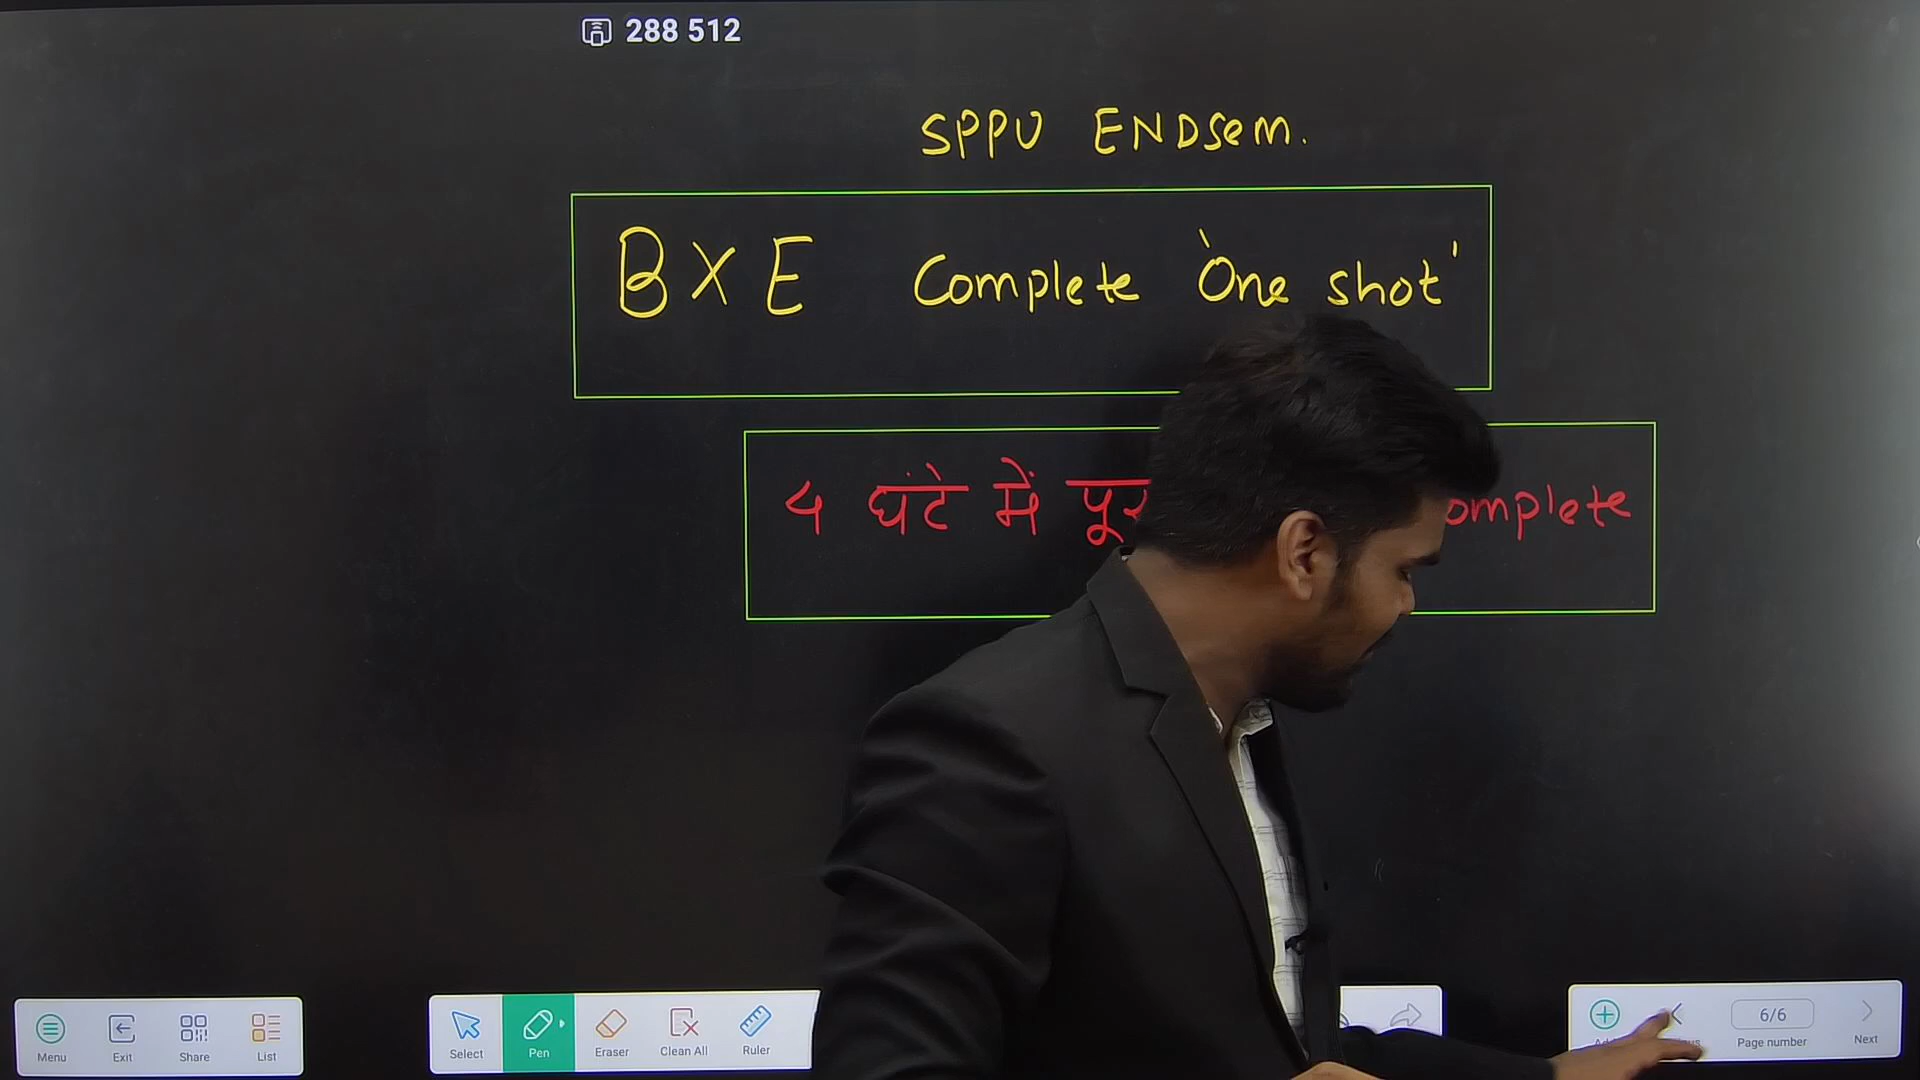 288 512
SPPU ENDSem.
BXE Complete 'One shot'
4 घंटे में
Menu Exit Share List
Select Pen Eraser Clean All Ruler
6/6
Page number Next